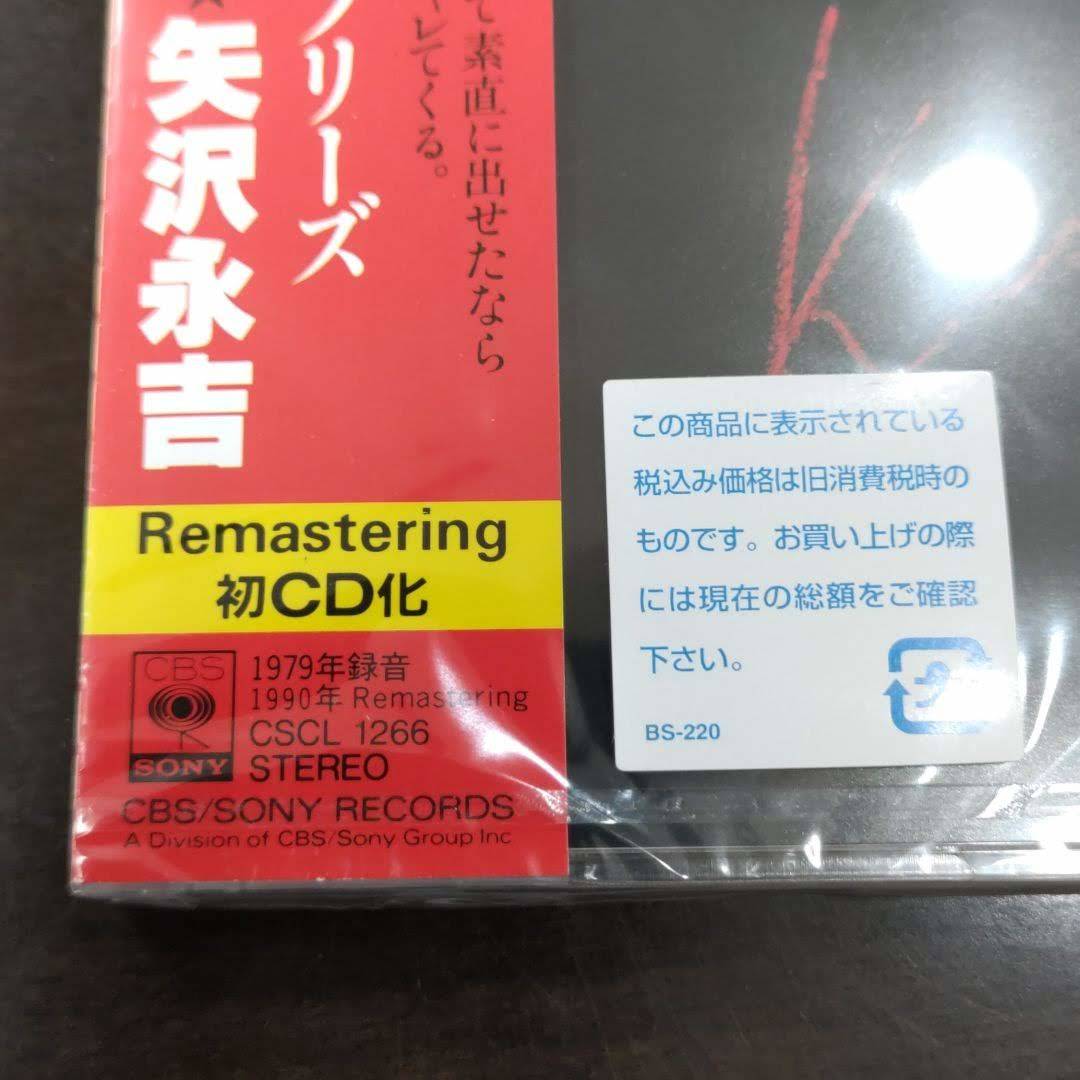 て素直に出せたなら
てくる。
リーズ
★矢沢永吉
Remastering
初CD化
CBS
SONY
1979年録音
1990年 Remastering
CSCL 1266
STEREO
CBS/SONY RECORDS
A Division of CBS/Sony Group Inc
この商品に表示されている
税込み価格は旧消費税時の
ものです。お買い上げの際
には現在の総額をご確認
下さい。
BS-220